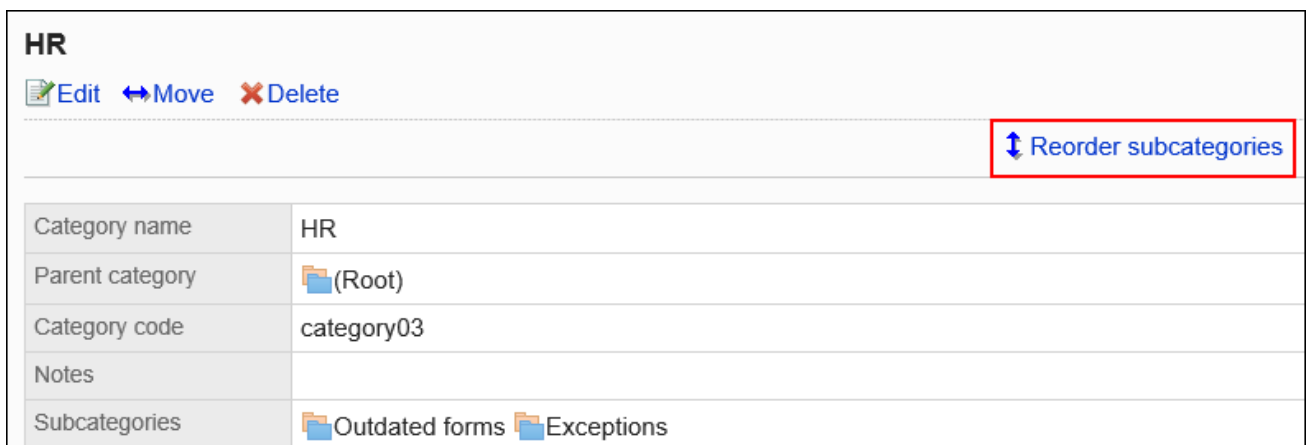 HR
Edit Move Delete
Reorder subcategories
Category name HR
Parent category (Root)
Category code category03
Notes
Subcategories Outdated forms Exceptions